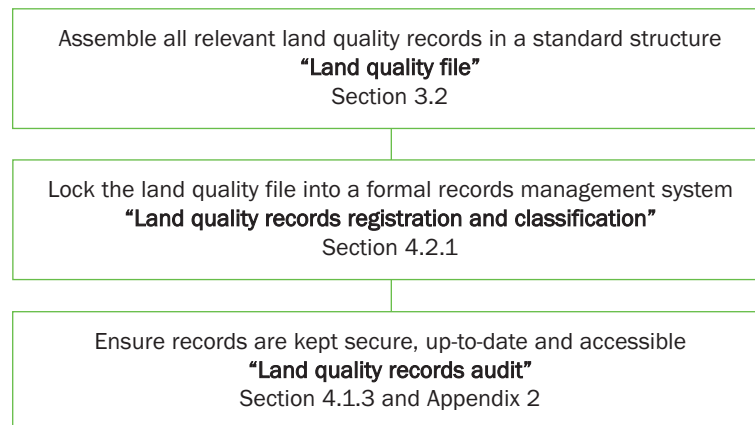 Assemble all relevant land quality records in a standard structure
“Land quality file”
Section 3.2
Lock the land quality file into a formal records management system
“Land quality records registration and classification”
Section 4.2.1
Ensure records are kept secure, up-to-date and accessible
“Land quality records audit”
Section 4.1.3 and Appendix 2